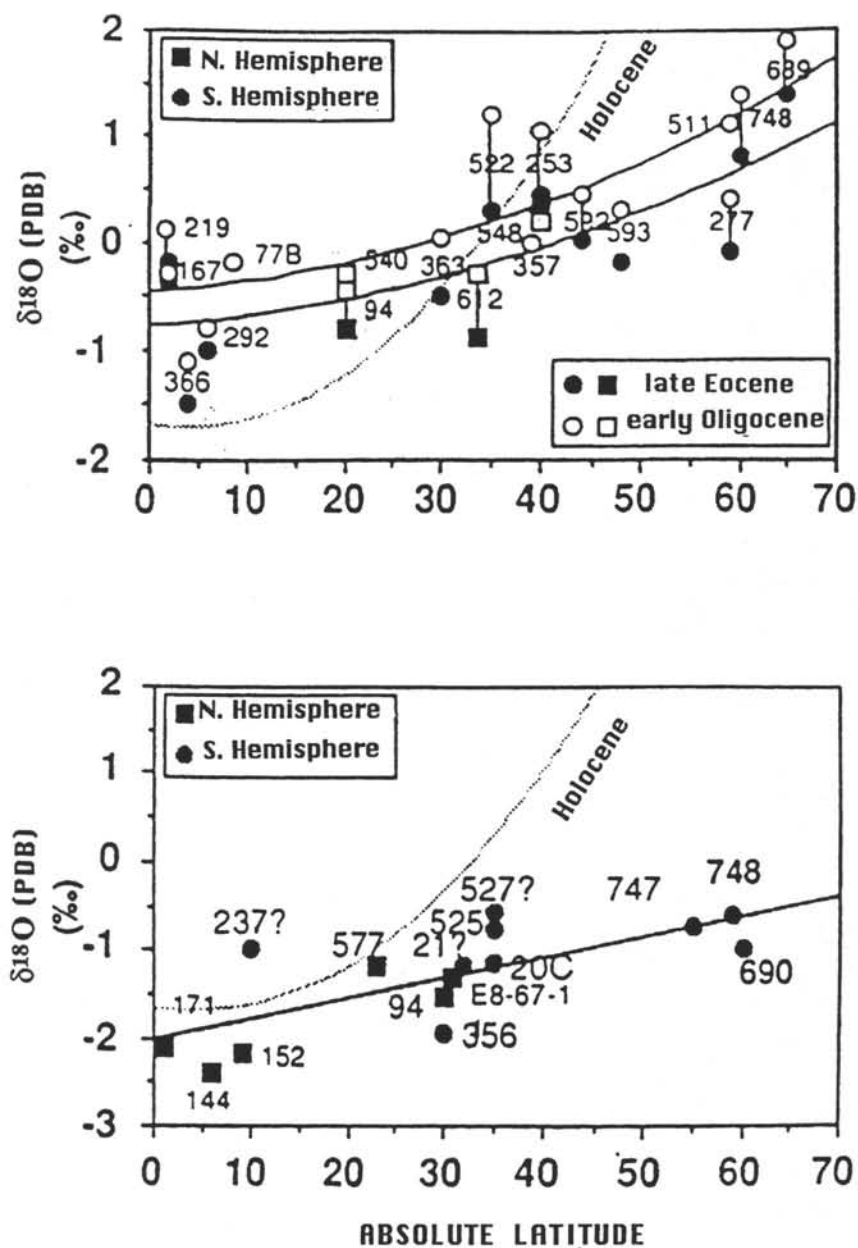 2
1
0
-1
-2
δ18O (PDB)
(‰)
N. Hemisphere
S. Hemisphere
Holocene
219
167
77B
292
366
540
94
363
612
522
253
548
357
522
593
511
748
689
277
late Eocene
early Oligocene
0 10 20 30 40 50 60 70
2
1
0
-1
-2
-3
δ18O (PDB)
(‰)
N. Hemisphere
S. Hemisphere
Holocene
237?
577
527?
525
21?
20C
E8-67-1
94
356
171
152
144
747
748
690
0 10 20 30 40 50 60 70
ABSOLUTE LATITUDE